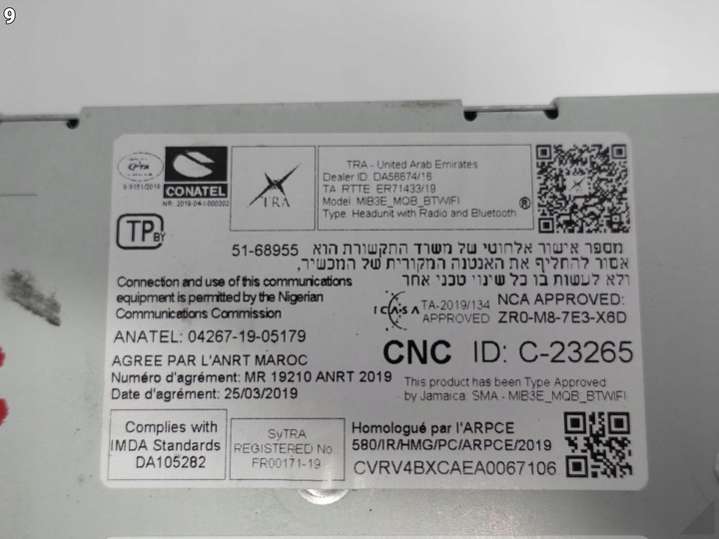 9
CONATEL
TRA
TRA - United Arab Emirates
Dealer ID: DA56674/16
TA RTTE ER71433/19
Model: MIB3E_MQB_BTWIFI
Type: Headunit with Radio and Bluetooth
®
TP BY
מספר אישור אלחוטי של משרד התקשורת הוא 51-68955
אסור להחליף את האנטנה המקורית של המכשיר,
ולא לעשות בו כל שינוי טכני אחר
Connection and use of this communications
equipment is permitted by the Nigerian
Communications Commission
ICASA
TA-2019/134
APPROVED
NCA APPROVED:
ZR0-M8-7E3-X6D
ANATEL: 04267-19-05179
CNC ID: C-23265
AGREE PAR L'ANRT MAROC
Numéro d'agrément: MR 19210 ANRT 2019
Date d'agrément: 25/03/2019
This product has been Type Approved
by Jamaica: SMA - MIB3E_MQB_BTWIFI
Complies with
IMDA Standards
DA105282
SyTRA
REGISTERED No.
FR00171-19
Homologué par l'ARPCE
580/IR/HMG/PC/ARPCE/2019
CVRV4BXCAEA0067106